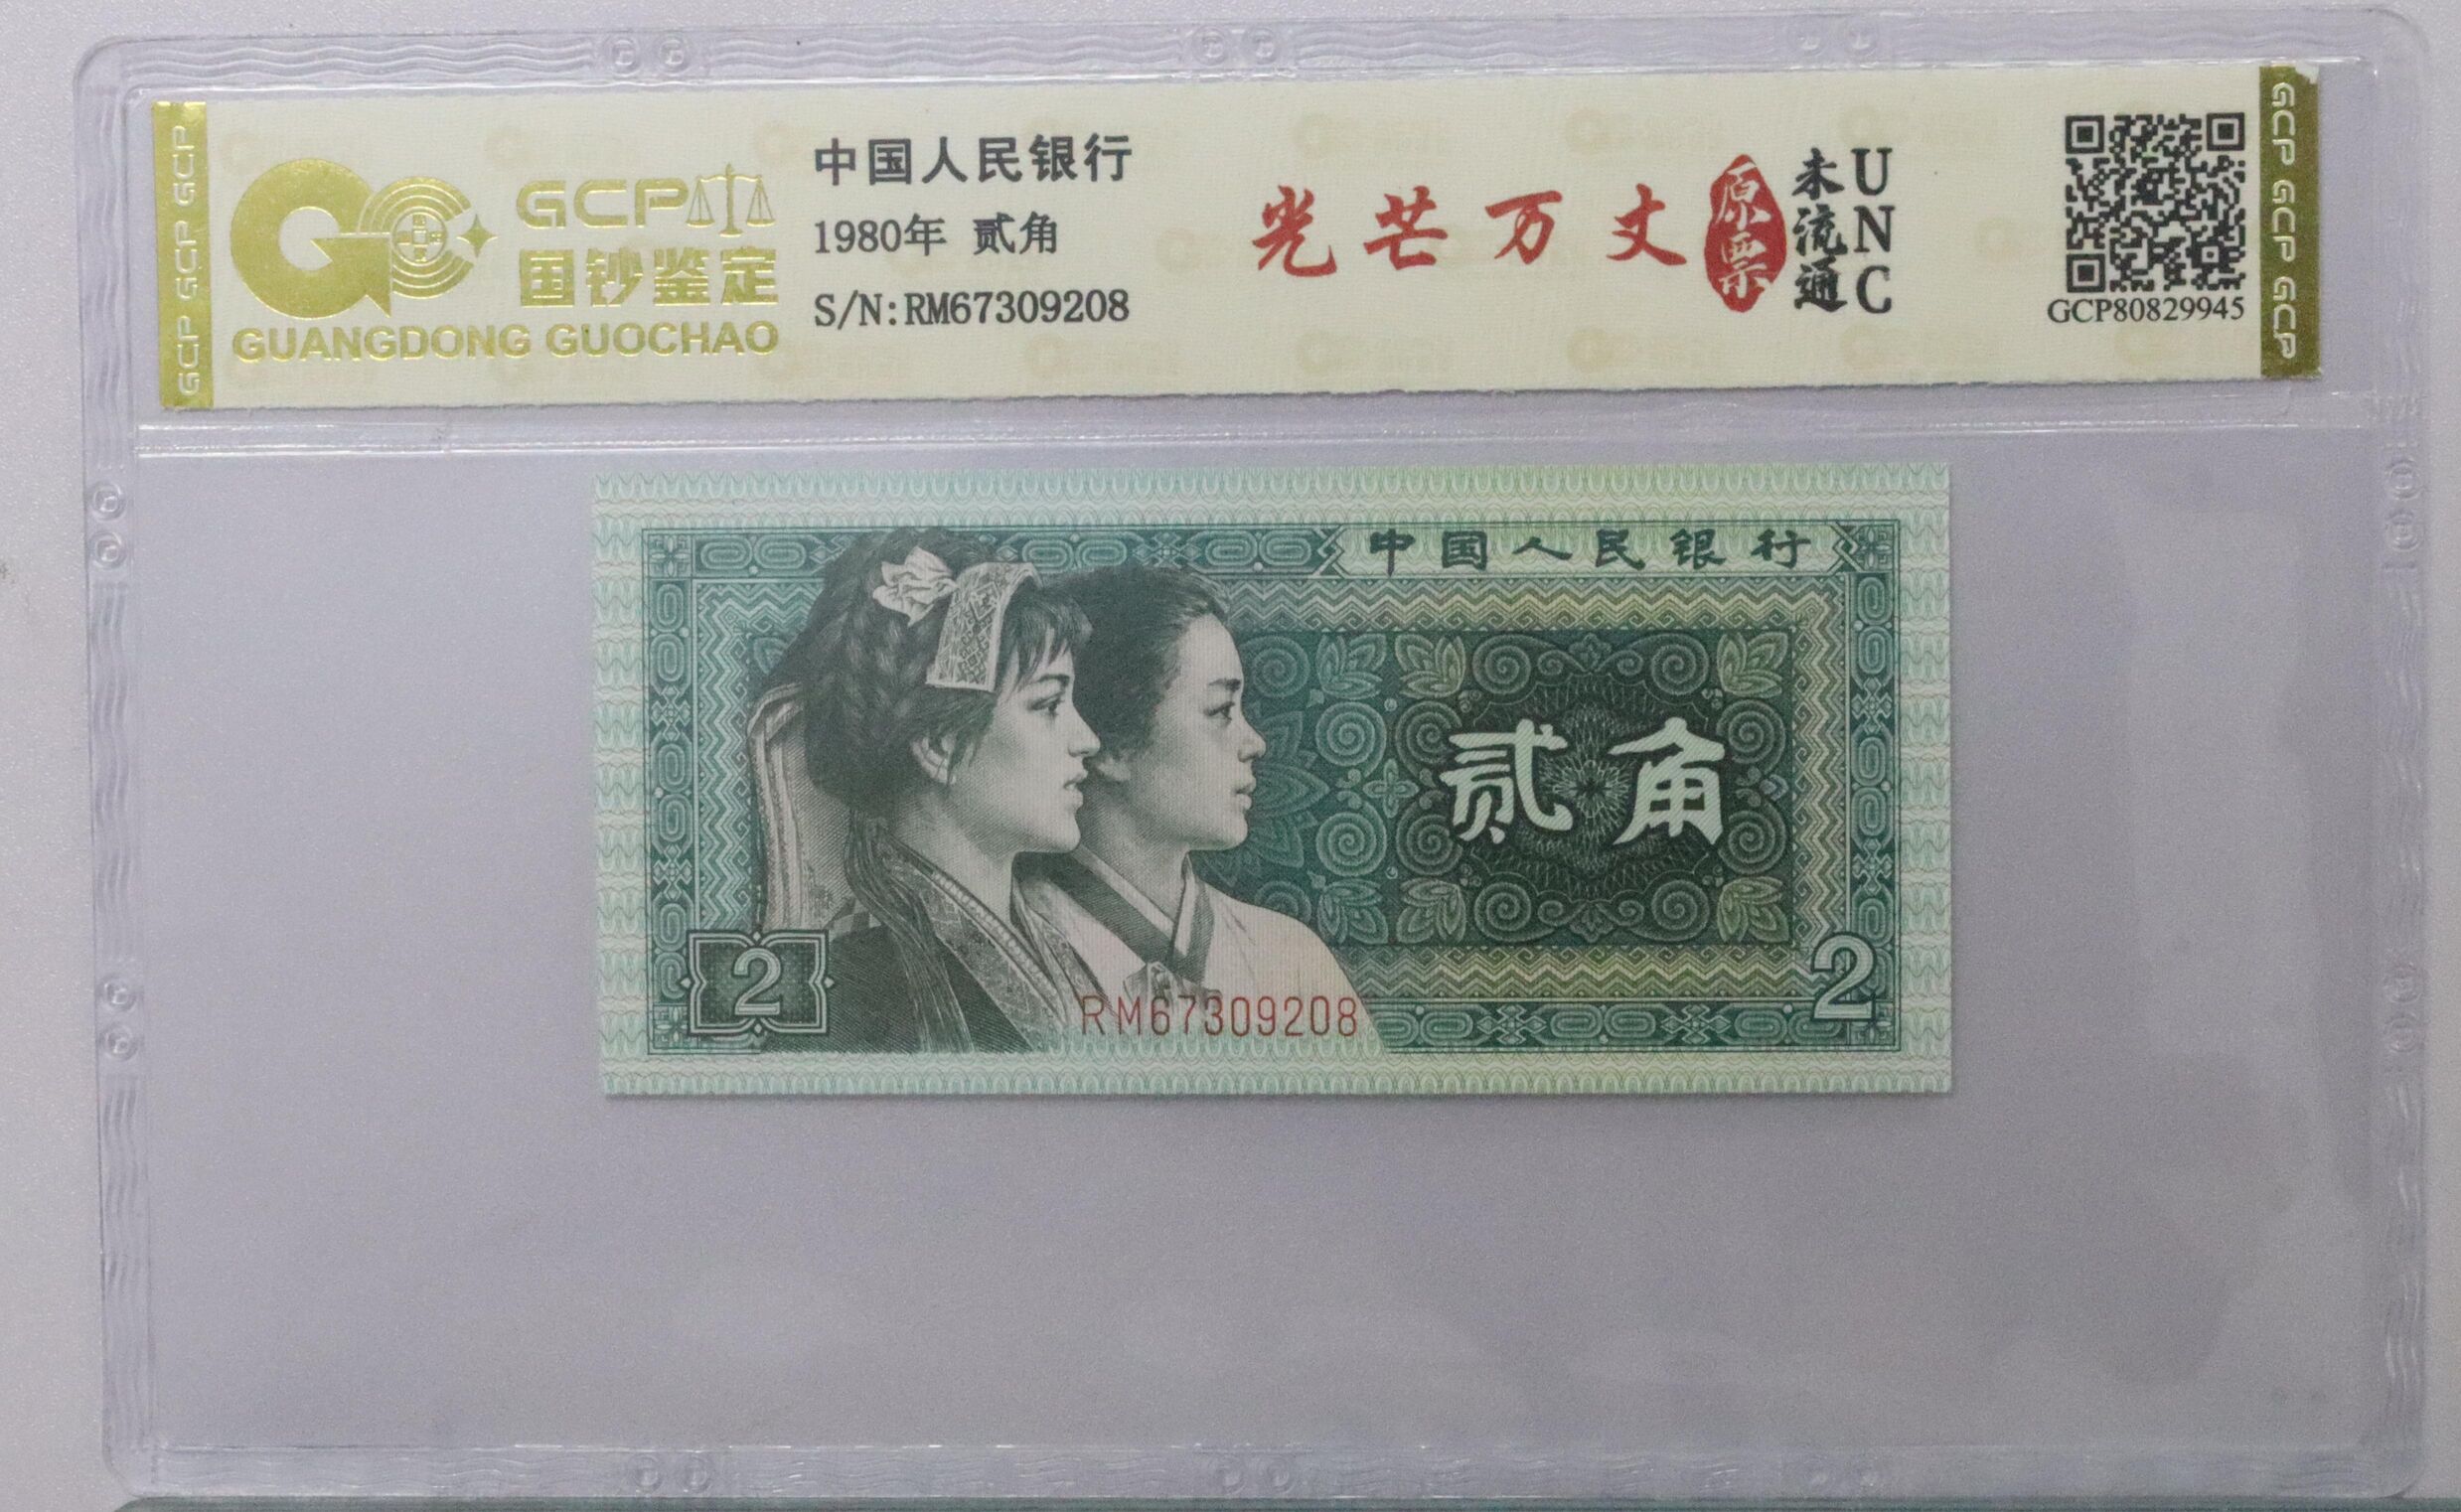 GCP GCP GCP
GCP
国钞鉴定
GUANGDONG GUOCHAO
中国人民银行
1980年 贰角
S/N:RM67309208
光芒万丈
原票
未流通
UNC
GCP80829945
GCP GCP GCP
中国人民银行
贰角
2
2
RM67309208